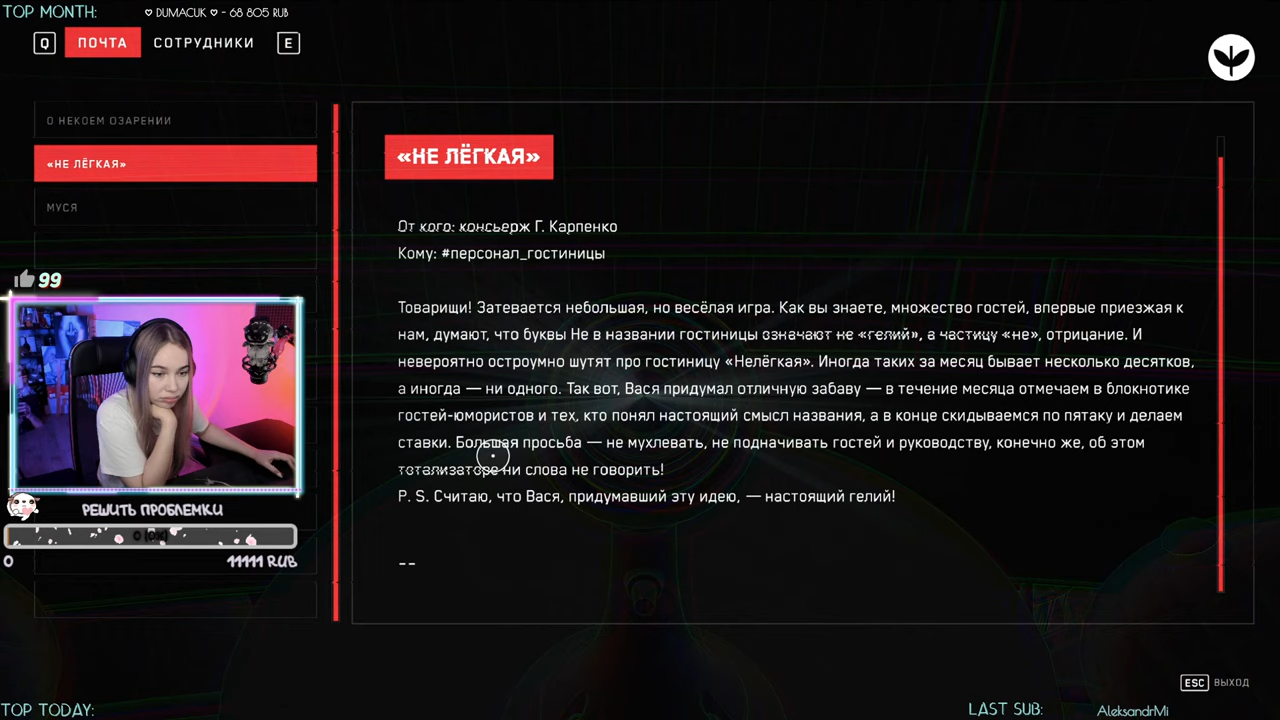 TOP MONTH:
♡ DUMACUK ♡ - 68 805 RUB
Q ПОЧТА СОТРУДНИКИ E
О НЕКОЕМ ОЗАРЕНИИ
«НЕ ЛЁГКАЯ»
МУСЯ
«НЕ ЛЁГКАЯ»
От кого: консьерж Г. Карпенко
Кому: #персонал_гостиницы
Товарищи! Затевается небольшая, но весёлая игра. Как вы знаете, множество гостей, впервые приезжая к
нам, думают, что буквы Не в названии гостиницы означают не «гелий», а частицу «не», отрицание. И
невероятно остроумно шутят про гостиницу «Нелёгкая». Иногда таких за месяц бывает несколько десятков,
а иногда — ни одного. Так вот, Вася придумал отличную забаву — в течение месяца отмечаем в блокнотике
гостей-юмористов и тех, кто понял настоящий смысл названия, а в конце скидываемся по пятаку и делаем
ставки. Большая просьба — не мухлевать, не подначивать гостей и руководству, конечно же, об этом
тотализаторе ни слова не говорить!
P. S. Считаю, что Вася, придумавший эту идею, — настоящий гелий!
--
99
РЕШИТЬ ПРОБЛЕМКИ
0 (0%)
0 11111 RUB
ESC ВЫХОД
TOP TODAY:
LAST SUB: AleksandrMi